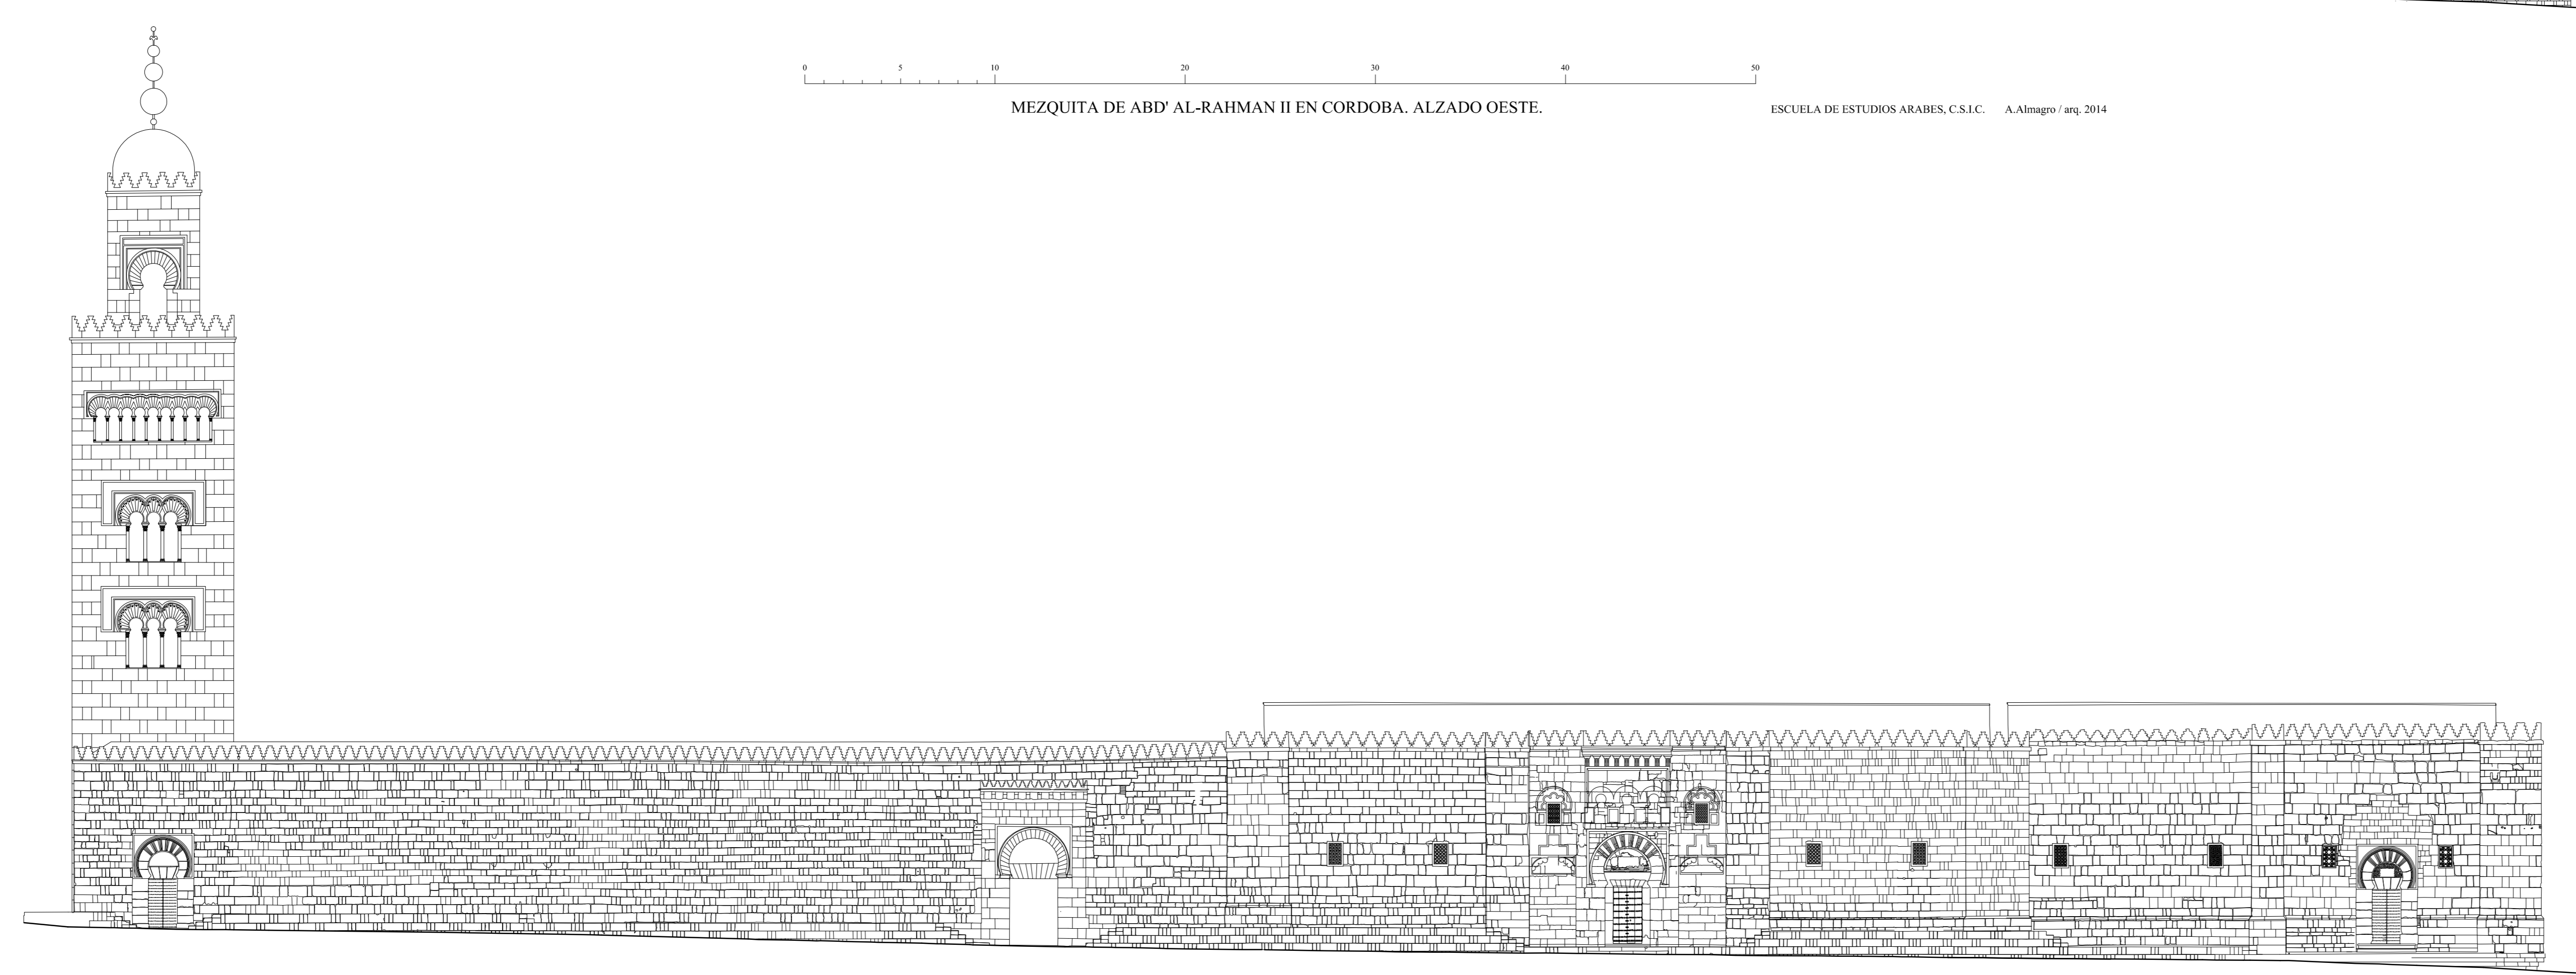 0 5 10 20 30 40 50
MEZQUITA DE ABD' AL-RAHMAN II EN CORDOBA. ALZADO OESTE.
ESCUELA DE ESTUDIOS ARABES, C.S.I.C. A.Almagro / arq. 2014